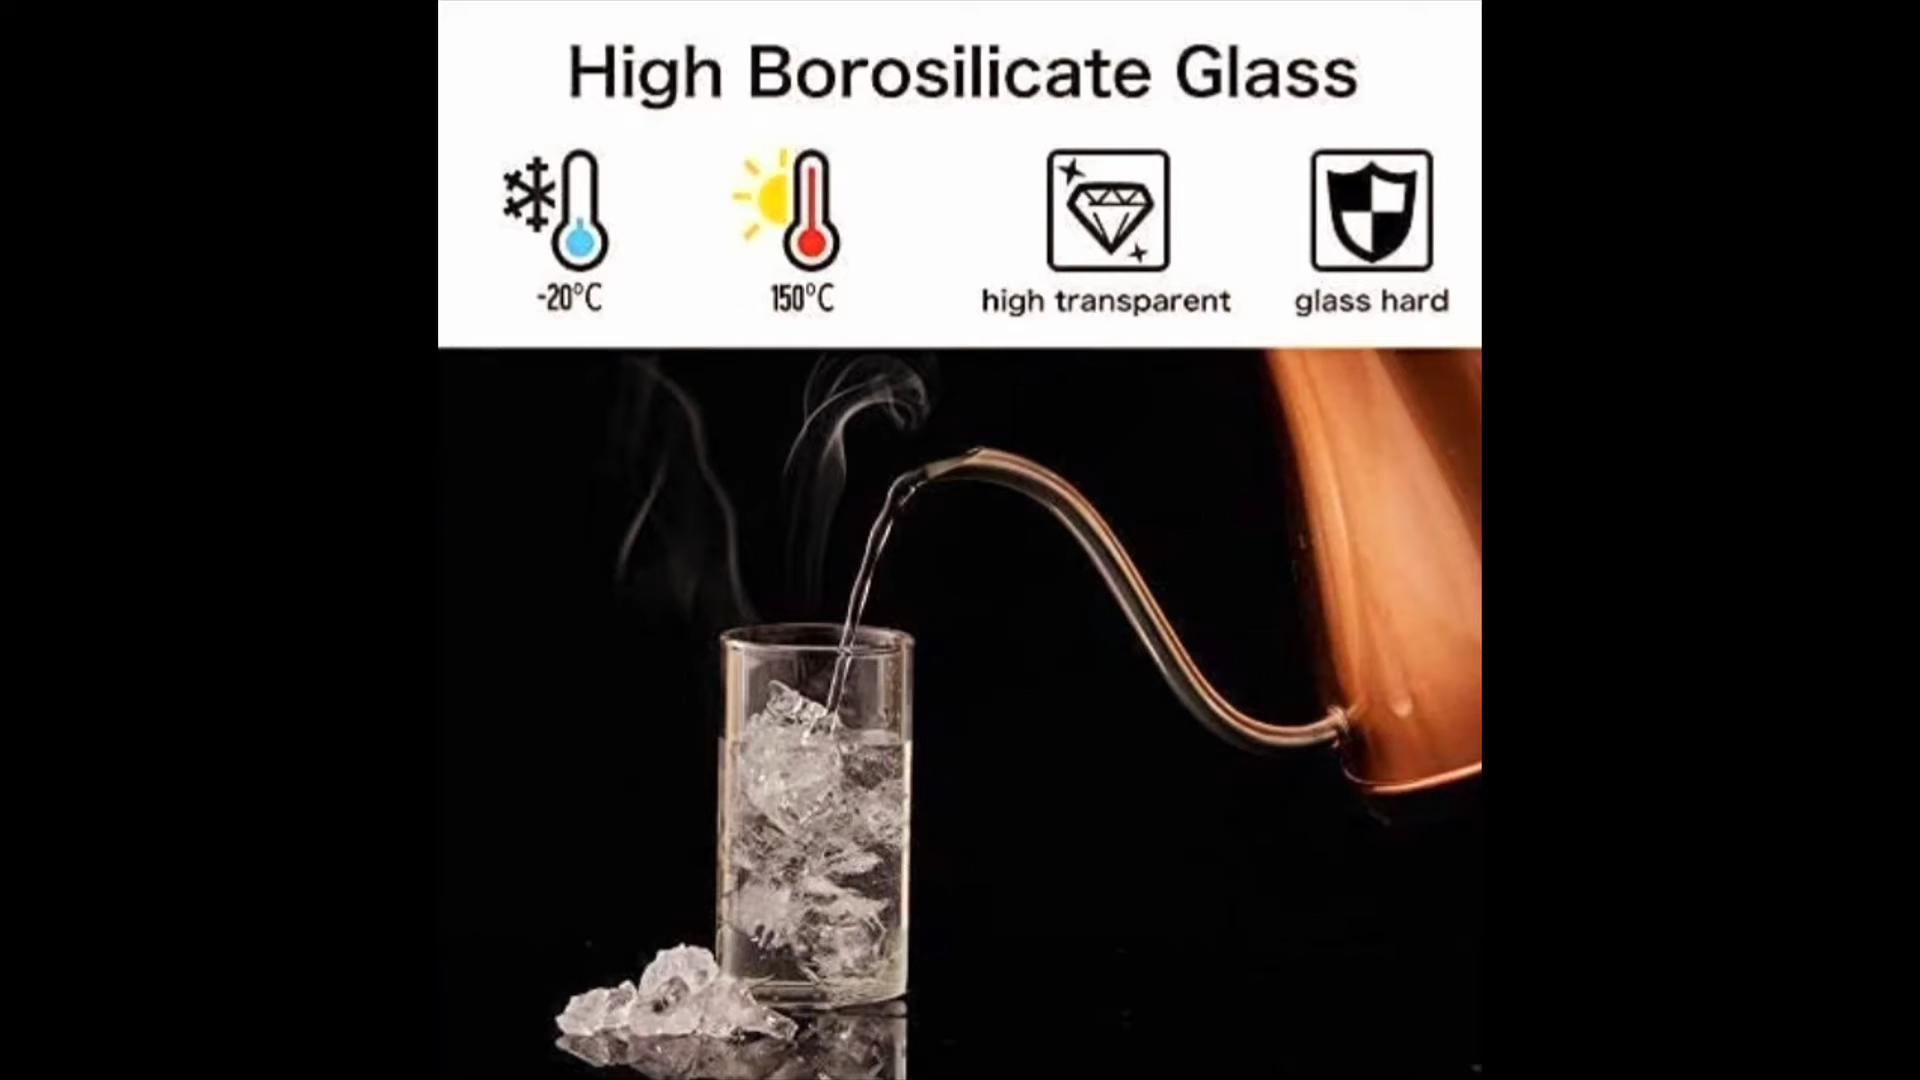 High Borosilicate Glass
-20°C
150°C
high transparent
glass hard